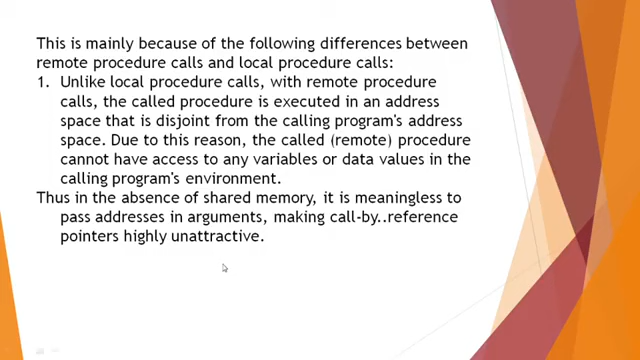 This is mainly because of the following differences between
remote procedure calls and local procedure calls:
1. Unlike local procedure calls, with remote procedure
calls, the called procedure is executed in an address
space that is disjoint from the calling program's address
space. Due to this reason, the called (remote) procedure
cannot have access to any variables or data values in the
calling program's environment.
Thus in the absence of shared memory, it is meaningless to
pass addresses in arguments, making call-by..reference
pointers highly unattractive.